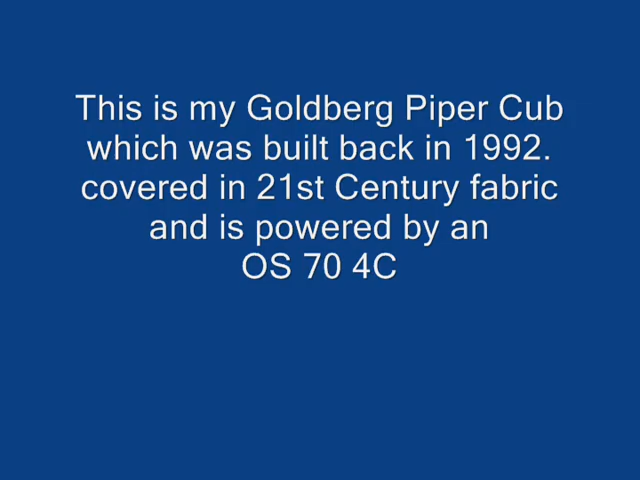 This is my Goldberg Piper Cub
which was built back in 1992.
covered in 21st Century fabric
and is powered by an
OS 70 4C